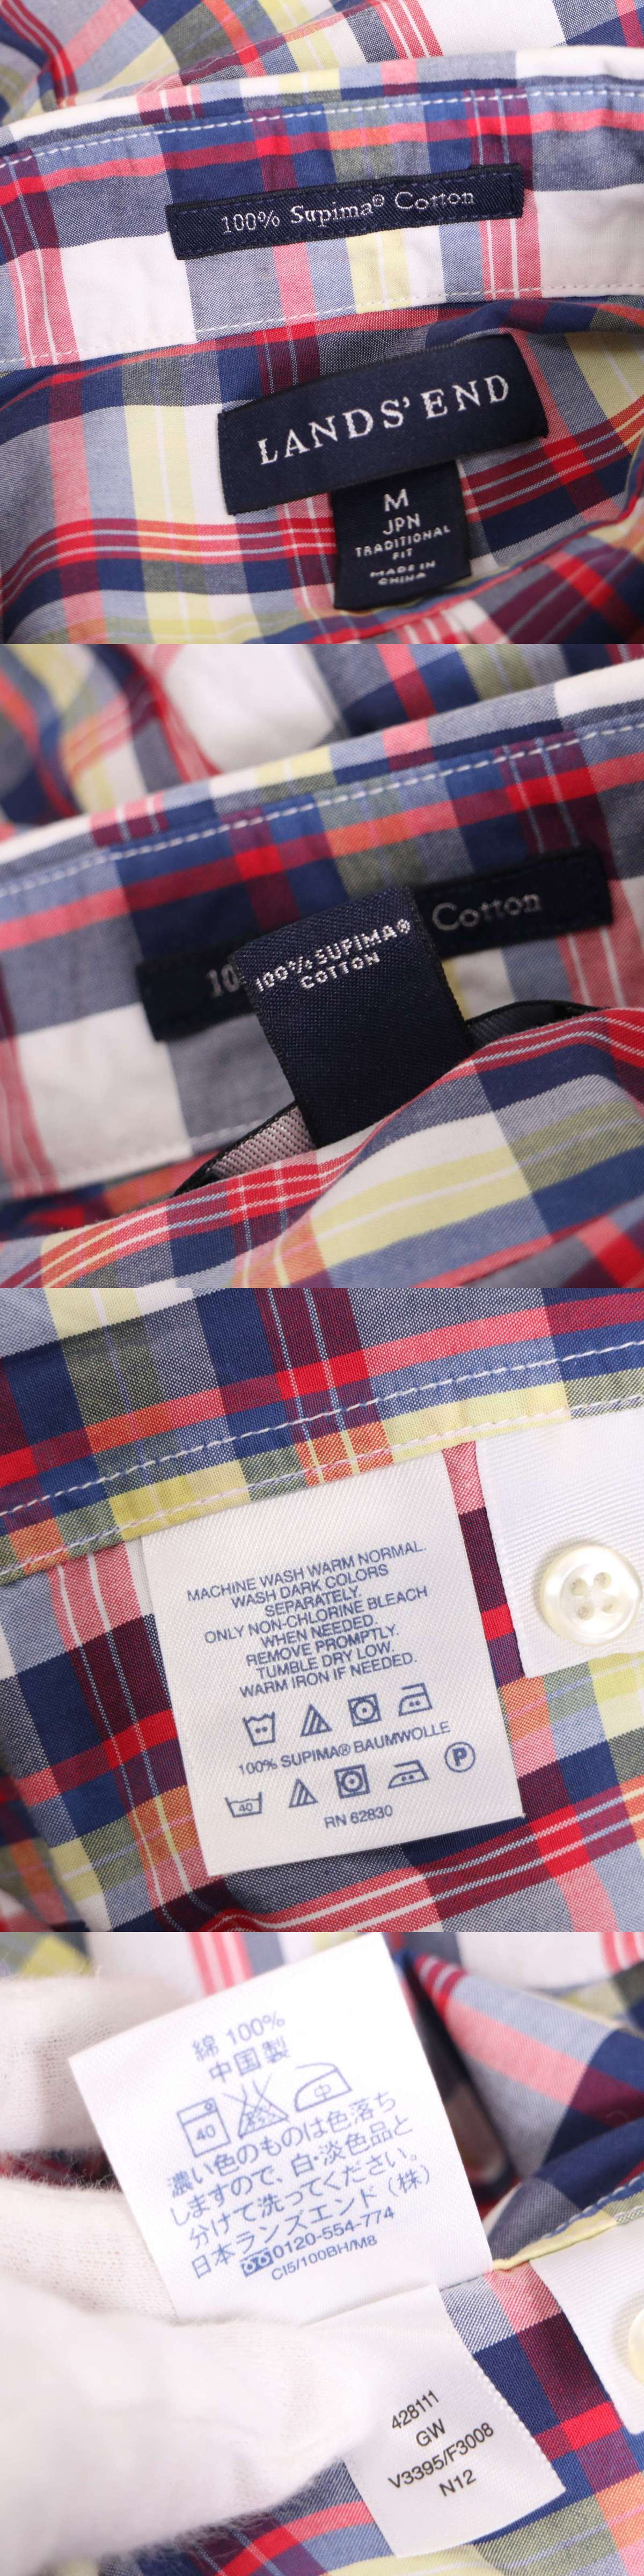 100% Supima® Cotton
LANDS' END
M
JPN
TRADITIONAL
FIT
MADE IN
CHINA
10
Cotton
100% SUPIMA®
COTTON
MACHINE WASH WARM NORMAL.
WASH DARK COLORS
SEPARATELY.
ONLY NON-CHLORINE BLEACH
WHEN NEEDED.
REMOVE PROMPTLY.
TUMBLE DRY LOW.
WARM IRON IF NEEDED.
100% SUPIMA® BAUMWOLLE
40
P
RN 62830
綿 100%
中国製
40
中
濃い色のものは色落ち
しますので、白・淡色品と
分けて洗ってください。
日本ランズエンド (株)
0120-554-774
CI5/100BH/M8
428111
GW
V3395/F3008
N12